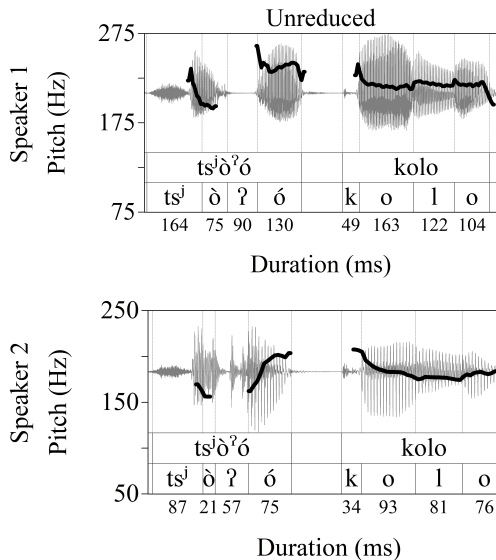 Unreduced
Speaker 1
Pitch (Hz)
275
175
75
tsʲòˀó kolo
tsʲ ò ʔ ó k o l o
164 75 90 130 49 163 122 104
Duration (ms)
Speaker 2
Pitch (Hz)
250
150
50
tsʲòˀó kolo
tsʲ ò ʔ ó k o l o
87 21 57 75 34 93 81 76
Duration (ms)